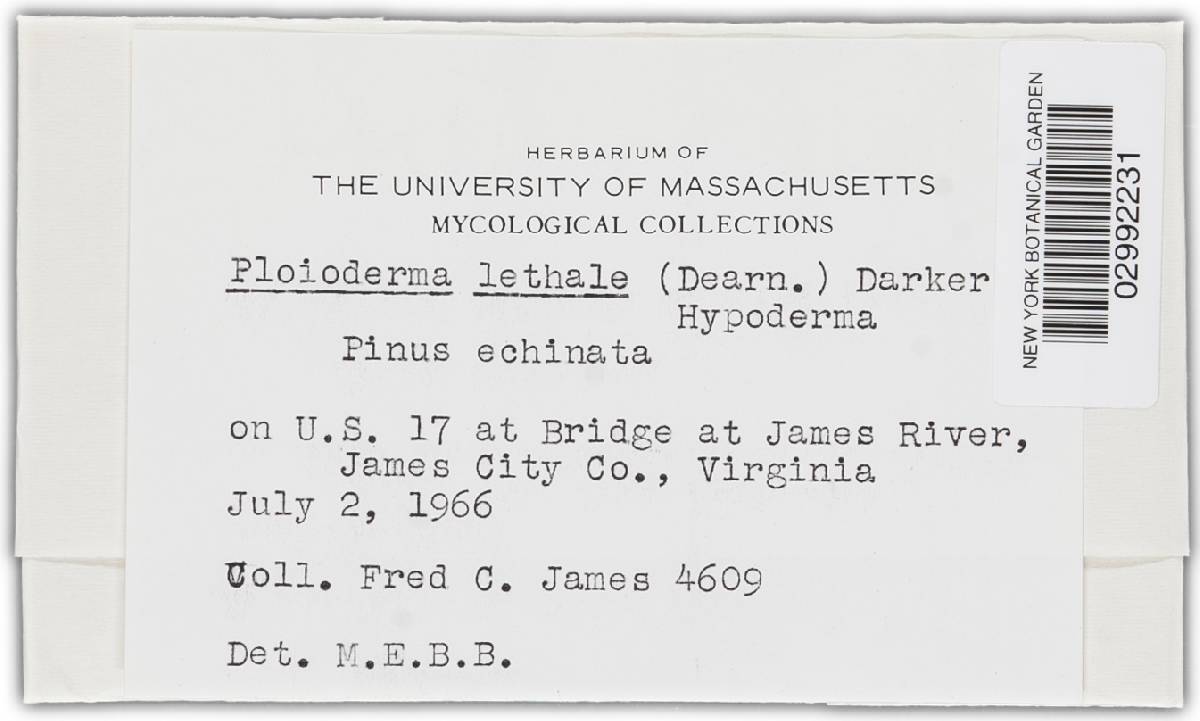 HERBARIUM OF
THE UNIVERSITY OF MASSACHUSETTS
MYCOLOGICAL COLLECTIONS
Ploioderma lethale (Dearn.) Darker
Hypoderma
Pinus echinata
on U.S. 17 at Bridge at James River,
James City Co., Virginia
July 2, 1966
Coll. Fred C. James 4609
Det. M.E.B.B.
NEW YORK BOTANICAL GARDEN
02992231